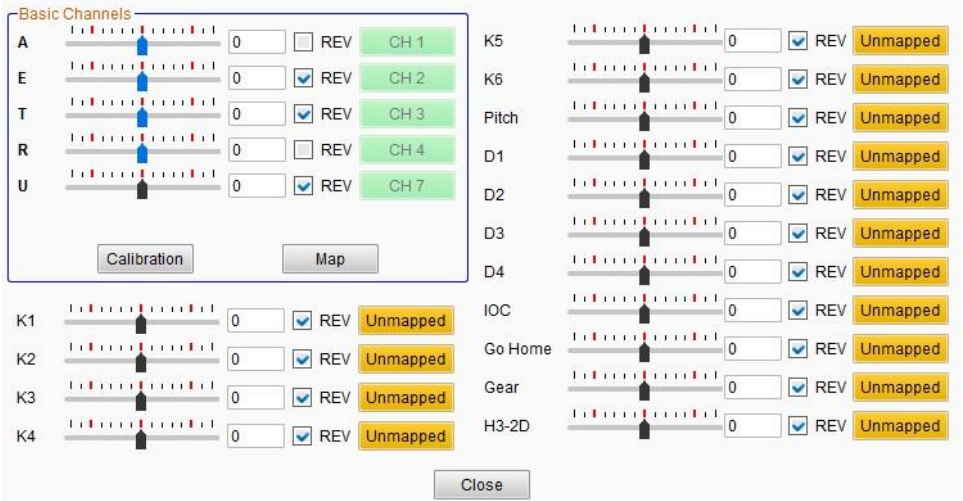 Basic Channels
A 0 REV CH 1
E 0 REV CH 2
T 0 REV CH 3
R 0 REV CH 4
U 0 REV CH 7
Calibration Map
K1 0 REV Unmapped
K2 0 REV Unmapped
K3 0 REV Unmapped
K4 0 REV Unmapped
K5 0 REV Unmapped
K6 0 REV Unmapped
Pitch 0 REV Unmapped
D1 0 REV Unmapped
D2 0 REV Unmapped
D3 0 REV Unmapped
D4 0 REV Unmapped
IOC 0 REV Unmapped
Go Home 0 REV Unmapped
Gear 0 REV Unmapped
H3-2D 0 REV Unmapped
Close